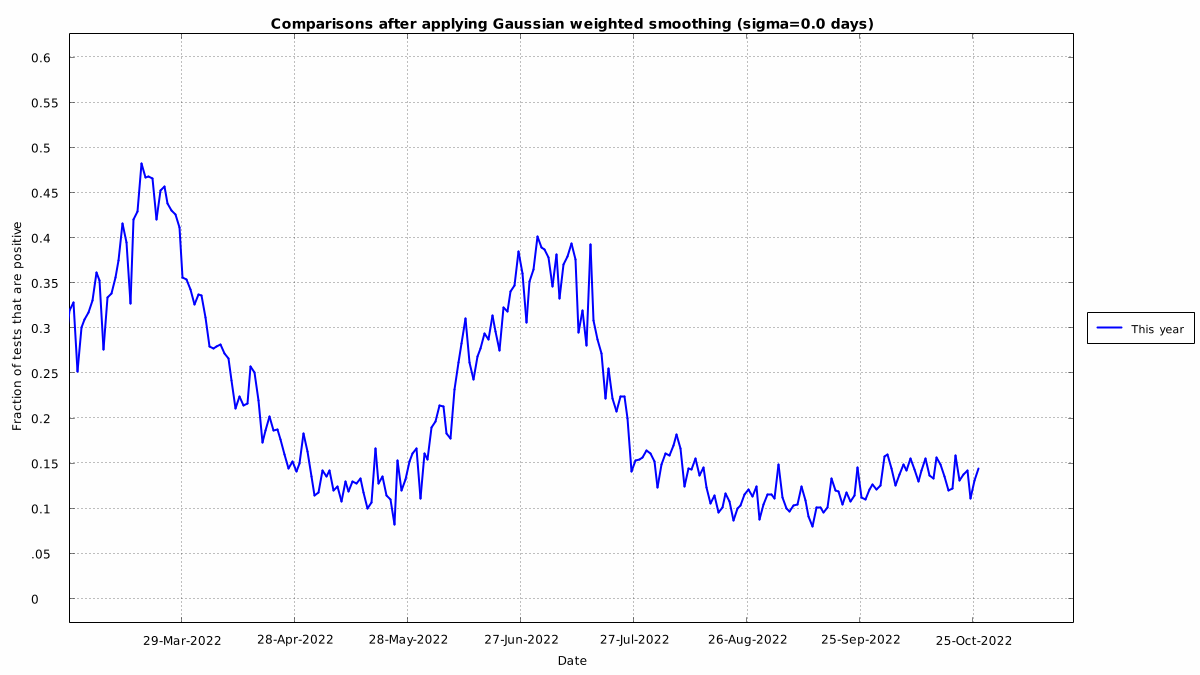 Comparisons after applying Gaussian weighted smoothing (sigma=0.0 days)
0.6
0.55
0.5
0.45
0.4
0.35
0.3
0.25
0.2
0.15
0.1
.05
0
Fraction of tests that are positive
This year
29-Mar-2022 28-Apr-2022 28-May-2022 27-Jun-2022 27-Jul-2022 26-Aug-2022 25-Sep-2022 25-Oct-2022
Date